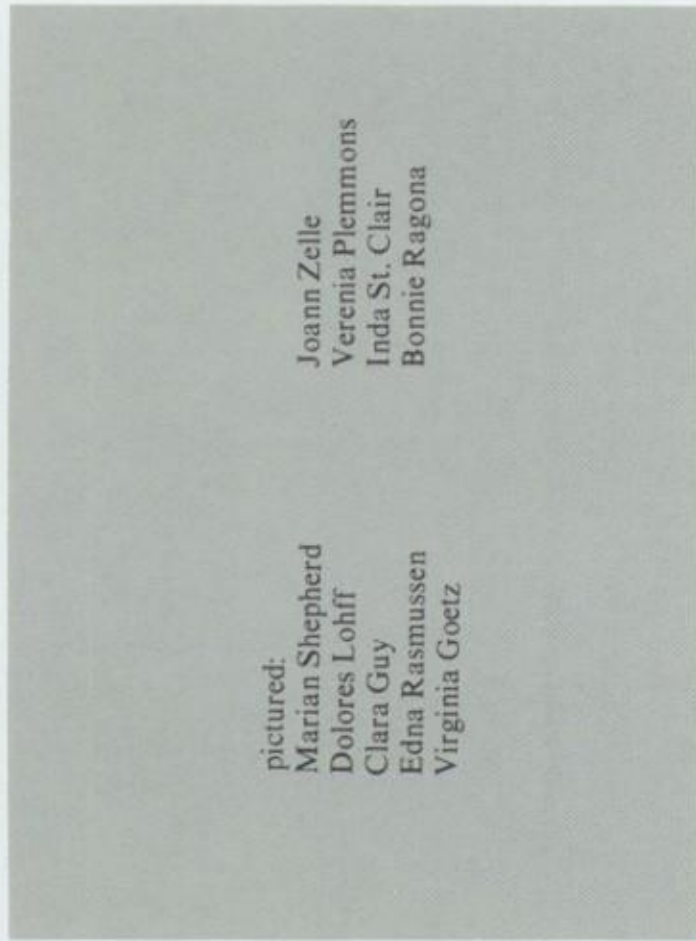 pictured:
Marian Shepherd
Dolores Lohff
Clara Guy
Edna Rasmussen
Virginia Goetz
Joann Zelle
Verenia Plemmons
Inda St. Clair
Bonnie Ragona